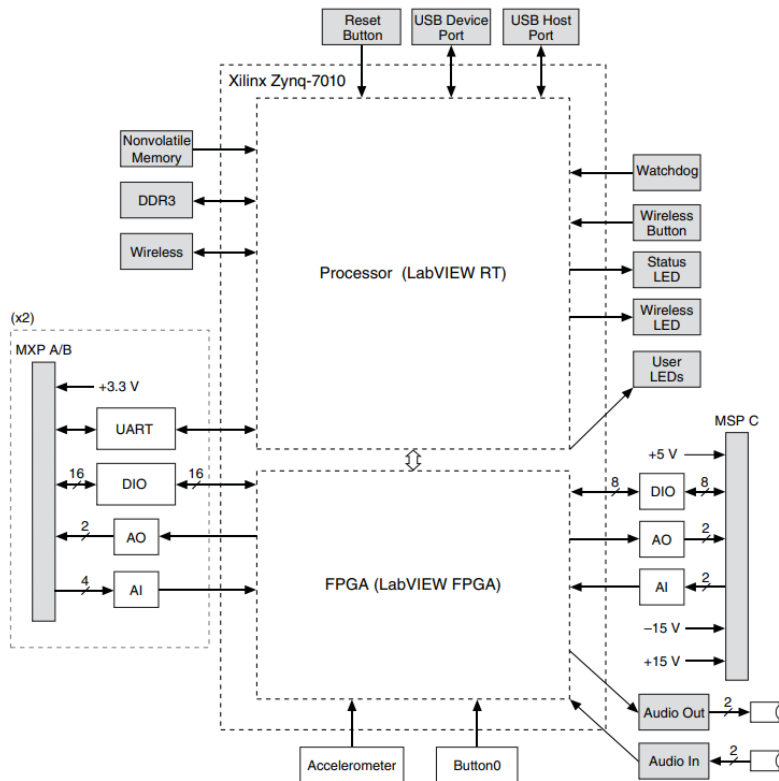 Reset
Button
USB Device
Port
USB Host
Port
Xilinx Zynq-7010
Nonvolatile
Memory
DDR3
Wireless
Processor (LabVIEW RT)
Watchdog
Wireless
Button
Status
LED
Wireless
LED
User
LEDs
(x2)
MXP A/B
+3.3 V
UART
16
DIO
16
2
AO
4
AI
FPGA (LabVIEW FPGA)
MSP C
+5 V
8
DIO
8
AO
2
AI
2
–15 V
+15 V
Audio Out
2
Audio In
2
Accelerometer
Button0